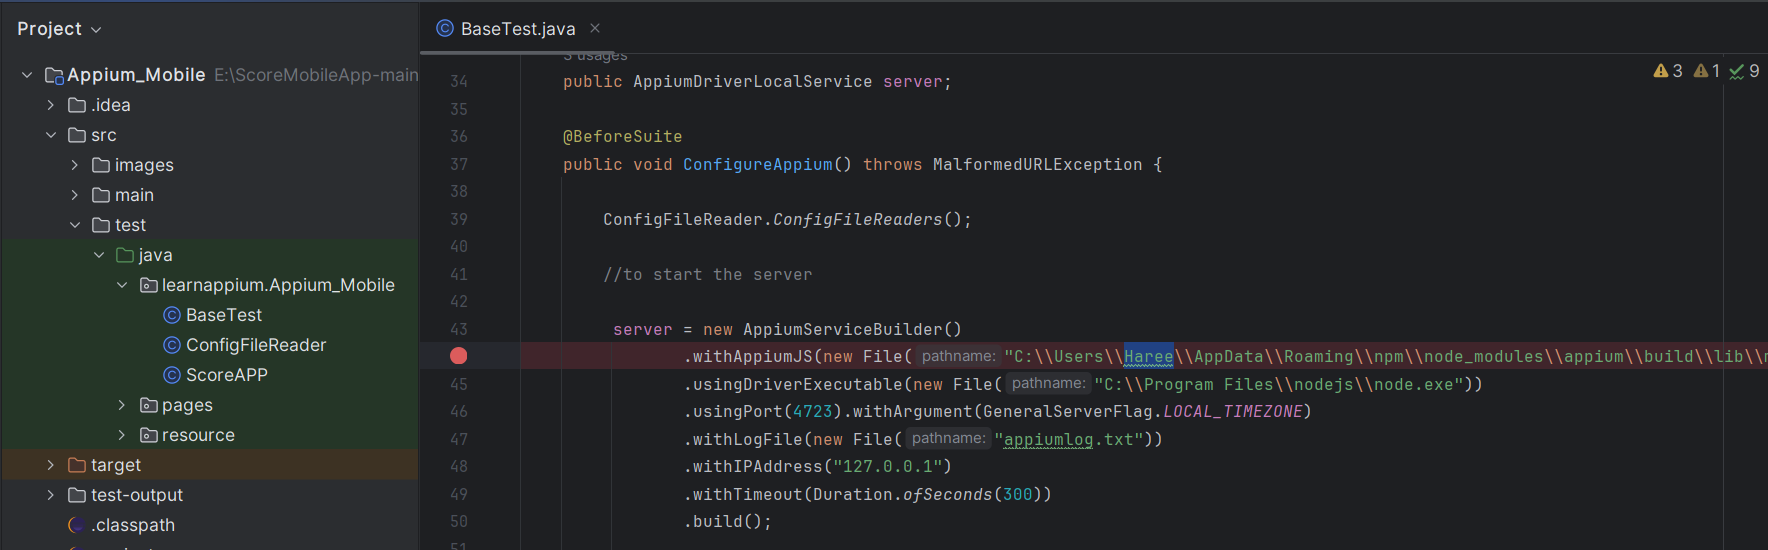 Project
Appium_Mobile E:\ScoreMobileApp-main
.idea
src
images
main
test
java
learnappium.Appium_Mobile
BaseTest
ConfigFileReader
ScoreAPP
pages
resource
target
test-output
.classpath
BaseTest.java
3 usages
34 public AppiumDriverLocalService server;
35
36 @BeforeSuite
37 public void ConfigureAppium() throws MalformedURLException {
38
39 ConfigFileReader.ConfigFileReaders();
40
41 //to start the server
42
43 server = new AppiumServiceBuilder()
.withAppiumJS(new File( pathname: "C:\\Users\\Haree\\AppData\\Roaming\\npm\\node_modules\\appium\\build\\lib\\
45 .usingDriverExecutable(new File( pathname: "C:\\Program Files\\nodejs\\node.exe"))
46 .usingPort(4723).withArgument(GeneralServerFlag.LOCAL_TIMEZONE)
47 .withLogFile(new File( pathname: "appiumlog.txt"))
48 .withIPAddress("127.0.0.1")
49 .withTimeout(Duration.ofSeconds(300))
50 .build();
51
3 1 9